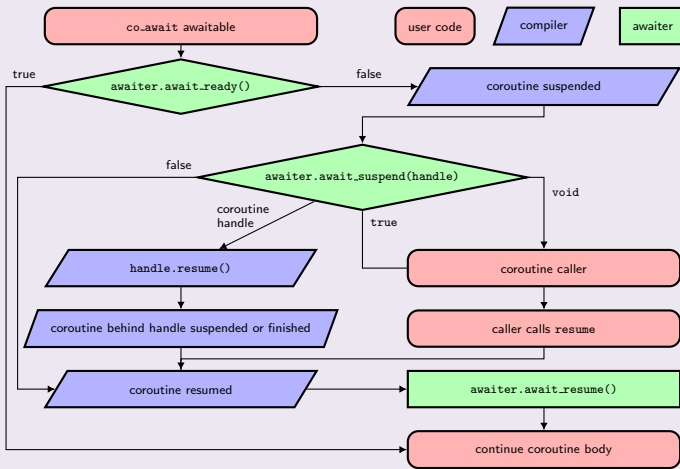 co_await awaitable
user code
compiler
awaiter
true
awaiter.await_ready()
false
coroutine suspended
false
awaiter.await_suspend(handle)
void
coroutine
handle
true
handle.resume()
coroutine caller
coroutine behind handle suspended or finished
caller calls resume
coroutine resumed
awaiter.await_resume()
continue coroutine body